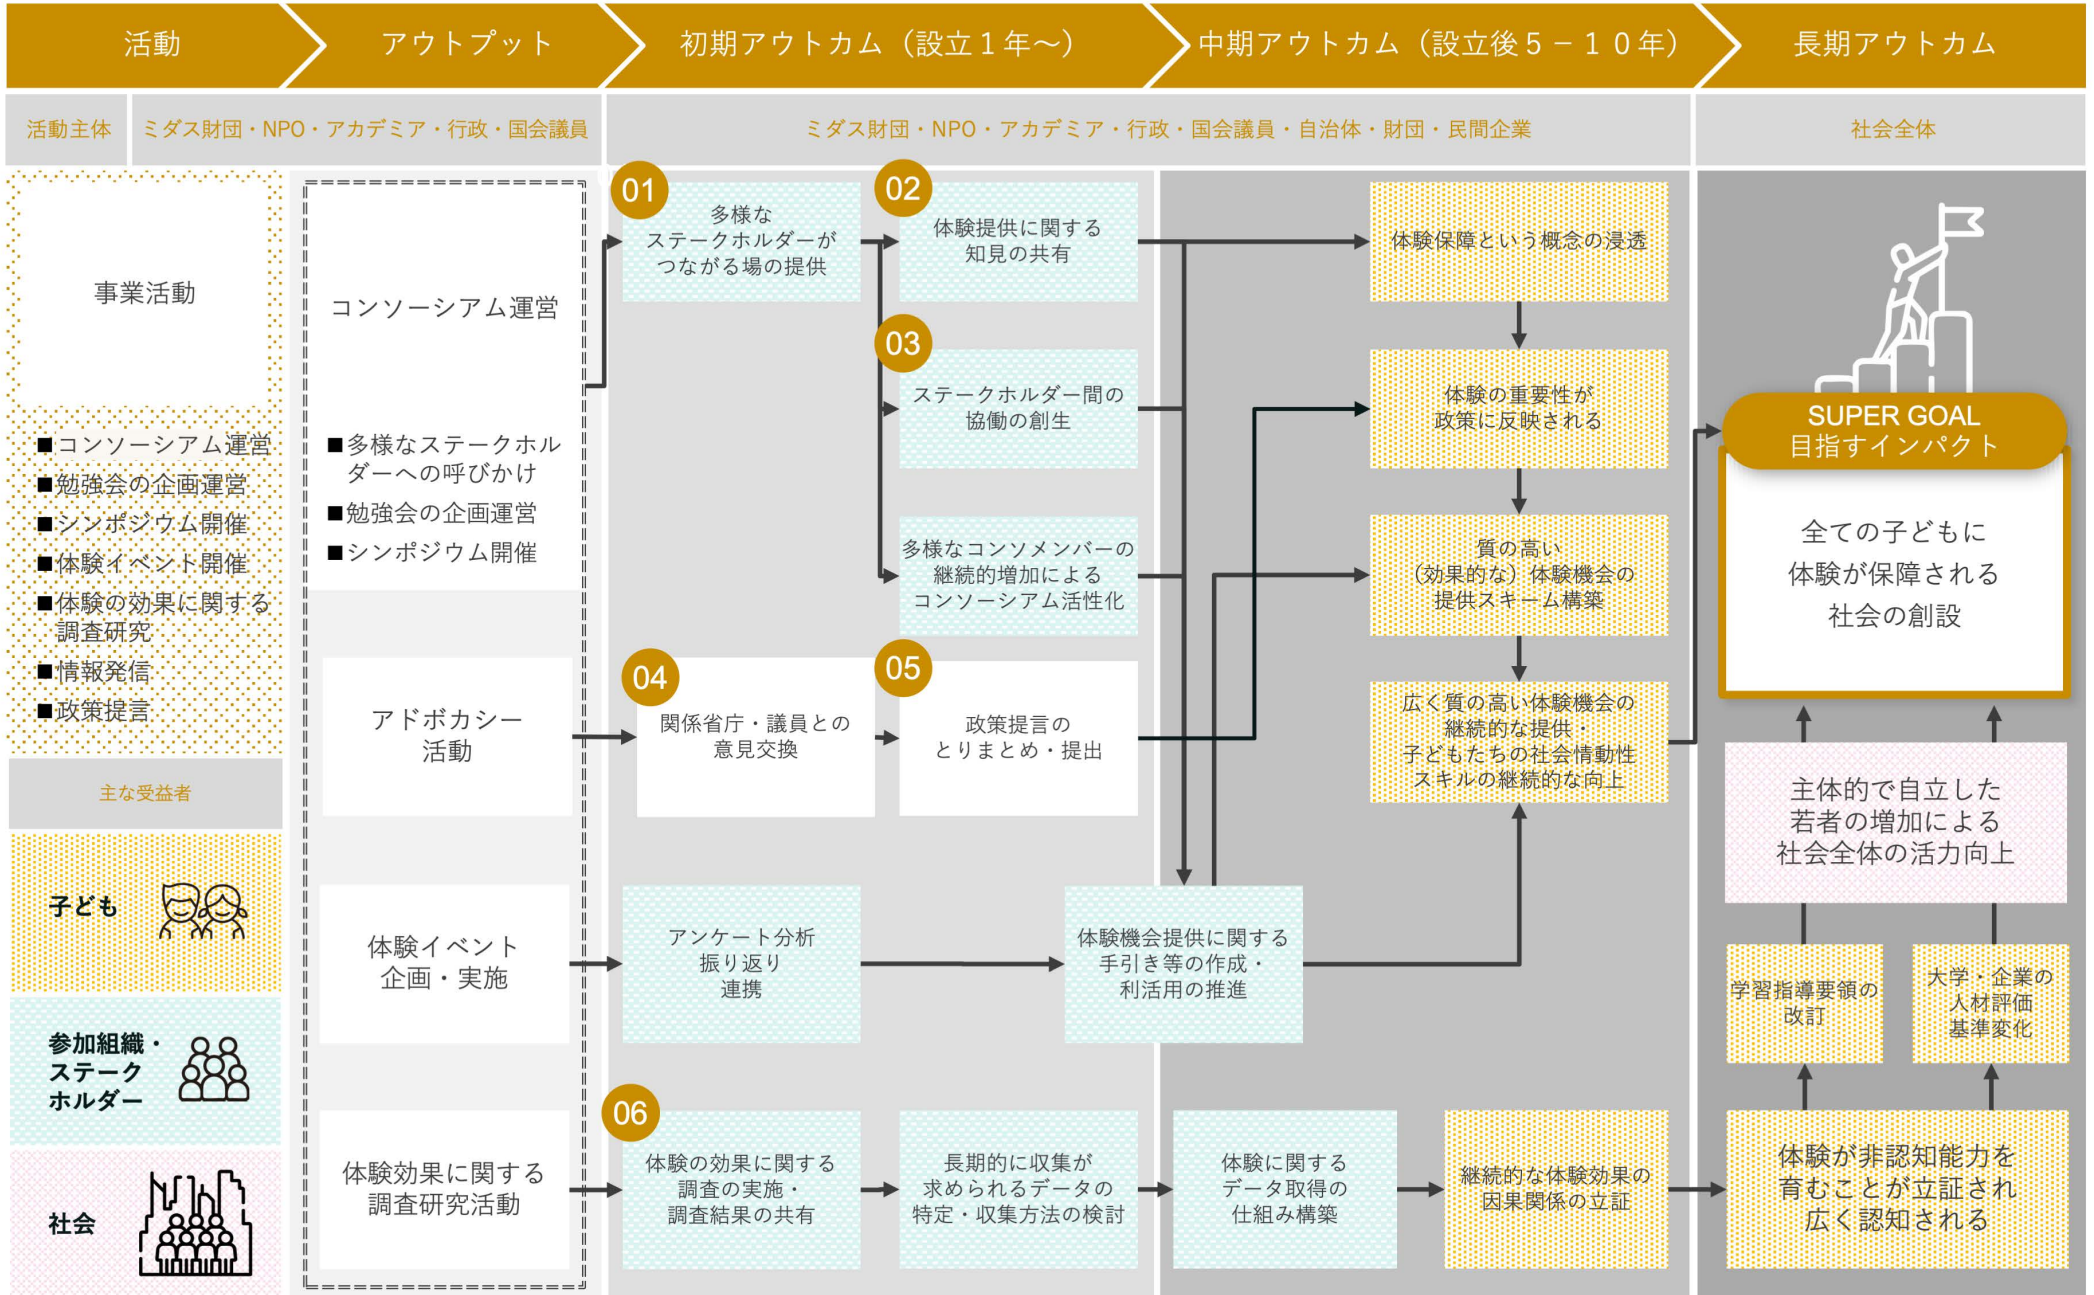 活動
アウトプット
初期アウトカム（設立１年～）
中期アウトカム（設立後５－１０年）
長期アウトカム
活動主体
ミダス財団・NPO・アカデミア・行政・国会議員
ミダス財団・NPO・アカデミア・行政・国会議員・自治体・財団・民間企業
社会全体
事業活動
■コンソーシアム運営
■勉強会の企画運営
■シンポジウム開催
■体験イベント開催
■体験の効果に関する
調査研究
■情報発信
■政策提言
主な受益者
子ども
参加組織・
ステーク
ホルダー
社会
コンソーシアム運営
■多様なステークホル
ダーへの呼びかけ
■勉強会の企画運営
■シンポジウム開催
アドボカシー
活動
体験イベント
企画・実施
体験効果に関する
調査研究活動
01
多様な
ステークホルダーが
つながる場の提供
02
体験提供に関する
知見の共有
03
ステークホルダー間の
協働の創生
多様なコンソメンバーの
継続的増加による
コンソーシアム活性化
04
関係省庁・議員との
意見交換
05
政策提言の
とりまとめ・提出
アンケート分析
振り返り
連携
体験機会提供に関する
手引き等の作成・
利活用の推進
06
体験の効果に関する
調査の実施・
調査結果の共有
長期的に収集が
求められるデータの
特定・収集方法の検討
体験に関する
データ取得の
仕組み構築
継続的な体験効果の
因果関係の立証
体験保障という概念の浸透
体験の重要性が
政策に反映される
質の高い
（効果的な）体験機会の
提供スキーム構築
広く質の高い体験機会の
継続的な提供・
子どもたちの社会情動性
スキルの継続的な向上
SUPER GOAL
目指すインパクト
全ての子どもに
体験が保障される
社会の創設
主体的で自立した
若者の増加による
社会全体の活力向上
学習指導要領の
改訂
大学・企業の
人材評価
基準変化
体験が非認知能力を
育むことが立証され
広く認知される